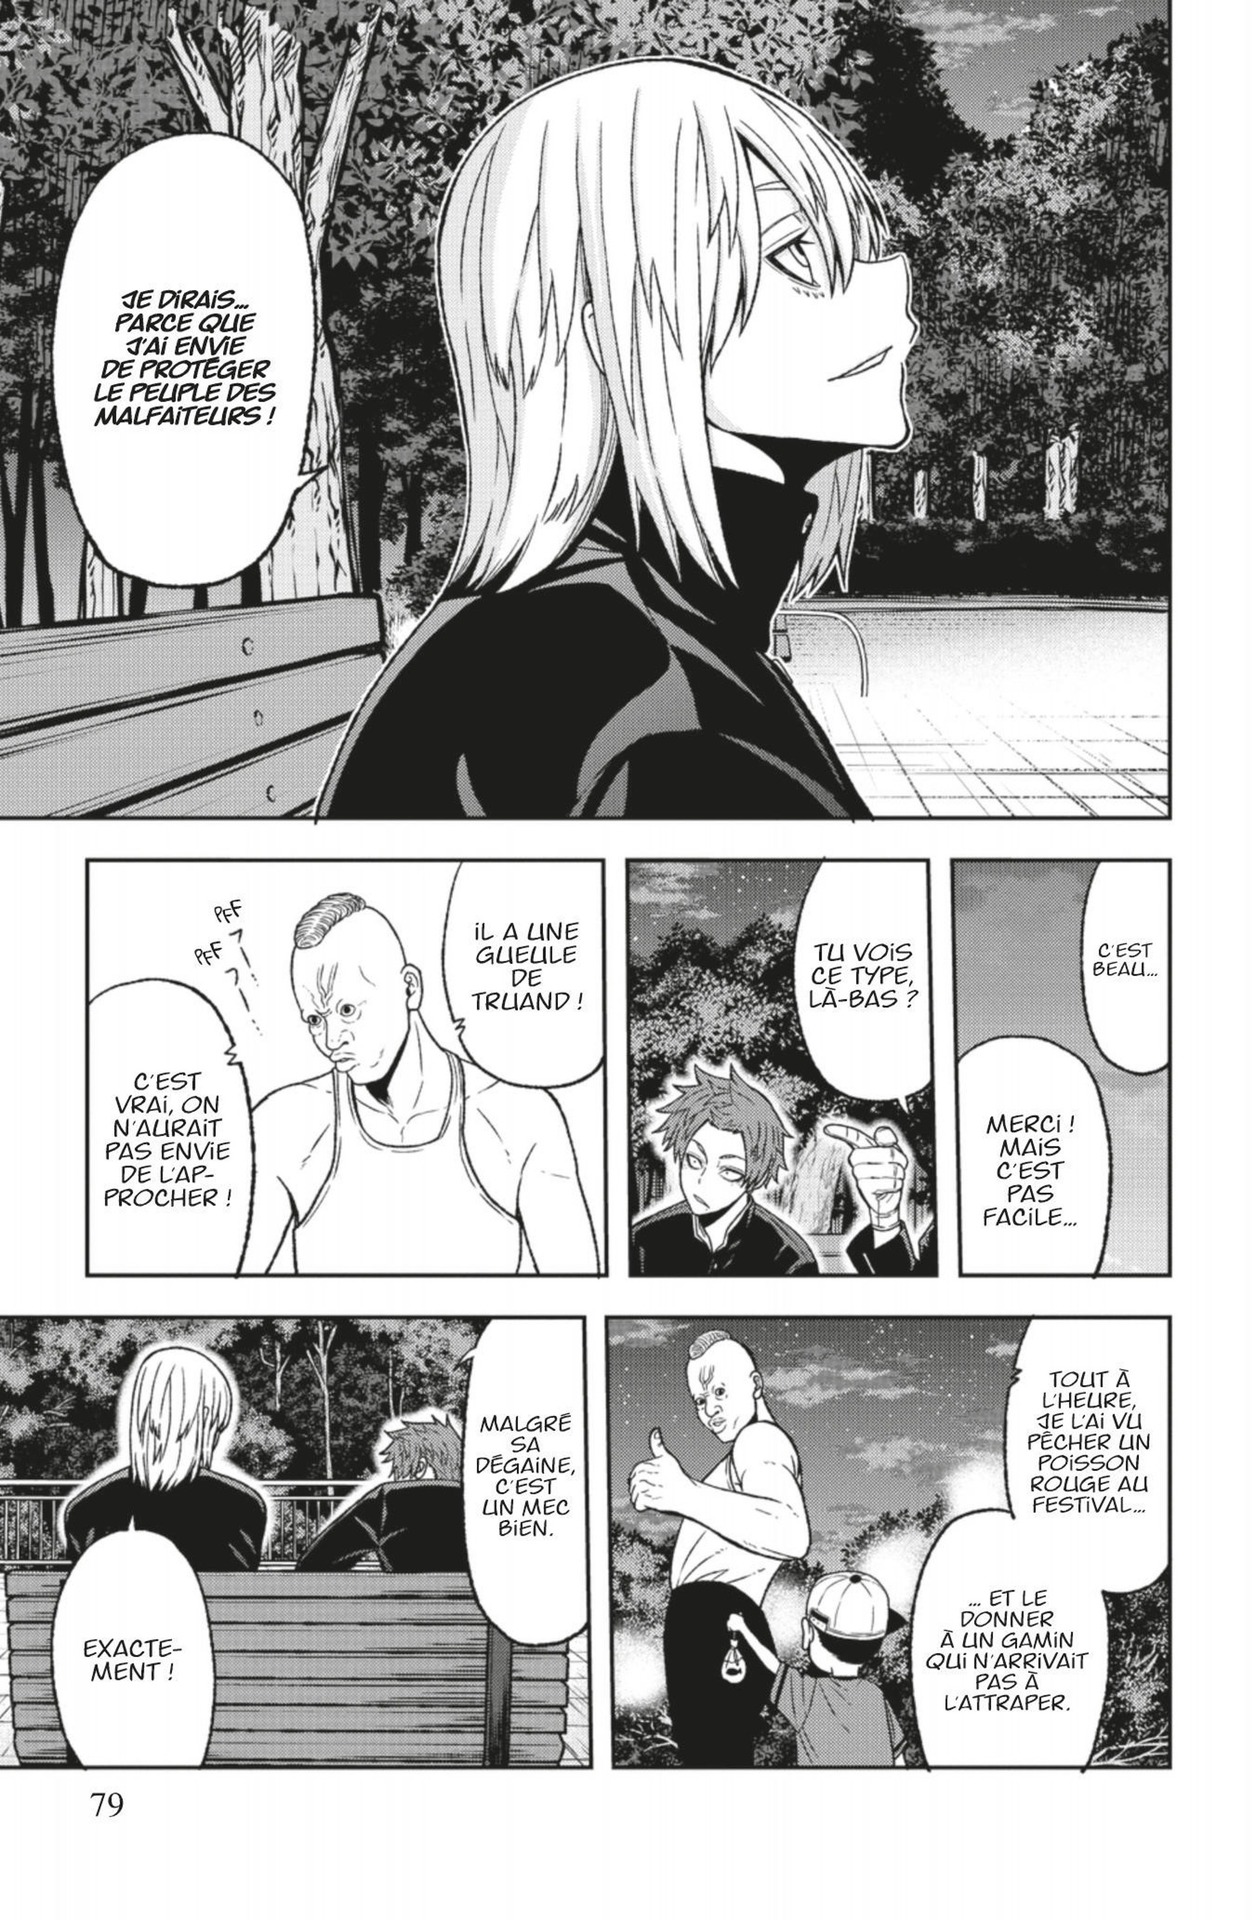 JE DIRAIS...
PARCE QUE
J'AI ENVIE
DE PROTÉGER
LE PEUPLE DES
MALFAITEURS !
C'EST
BEAU...
MERCI !
MAIS
C'EST
PAS
FACILE...
TU VOIS
CE TYPE,
LÀ-BAS ?
IL A UNE
GUEULE
DE
TRUAND !
PFF
PFF
C'EST
VRAI, ON
N'AURAIT
PAS ENVIE
DE L'AP-
PROCHER !
TOUT À
L'HEURE,
JE L'AI VU
PÊCHER UN
POISSON
ROUGE AU
FESTIVAL...
... ET LE
DONNER
À UN GAMIN
QUI N'ARRIVAIT
PAS À
L'ATTRAPER.
MALGRÉ
SA
DÉGAINE,
C'EST
UN MEC
BIEN.
EXACTE-
MENT !
79